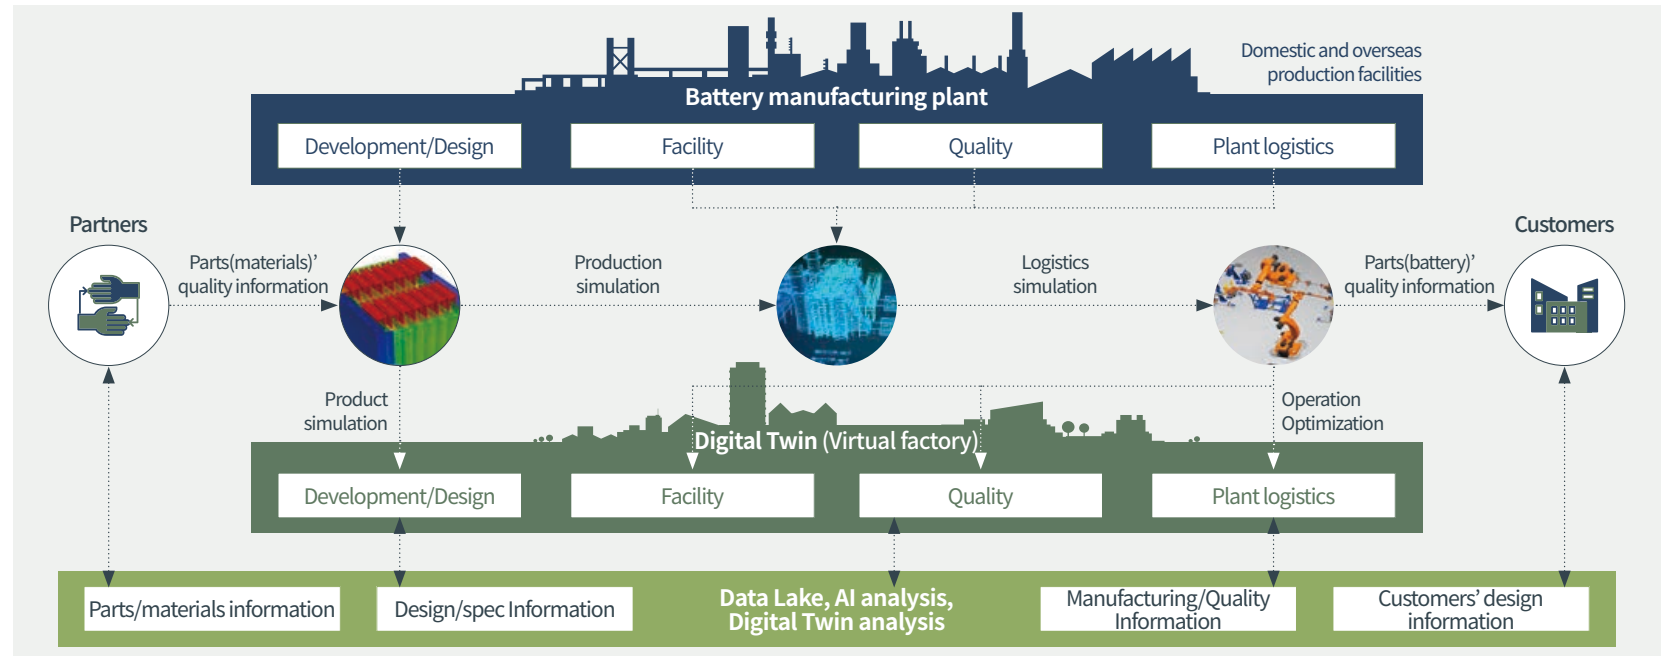 Domestic and overseas
production facilities
Battery manufacturing plant
Development/Design
Facility
Quality
Plant logistics
Partners
Customers
Parts(materials)’
quality information
Production
simulation
Logistics
simulation
Parts(battery)’
quality information
Product
simulation
Operation
Optimization
Digital Twin (Virtual factory)
Development/Design
Facility
Quality
Plant logistics
Parts/materials information
Design/spec Information
Data Lake, AI analysis,
Digital Twin analysis
Manufacturing/Quality
Information
Customers’ design
information